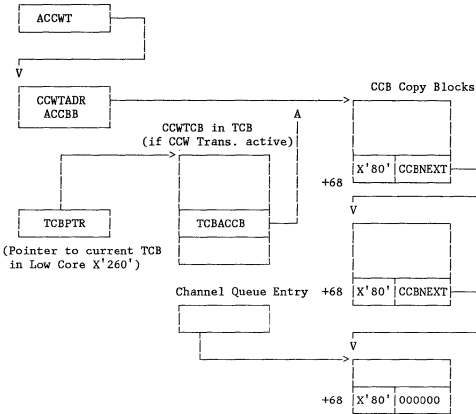 ACCWT
V
CCWTADR
ACCBB
>
CCB Copy Blocks
A
CCWTCB in TCB
(if CCW Trans. active)
>
X'80' CCBNEXT
+68
V
TCBPTR
TCBACCB
(Pointer to current TCB
in Low Core X'260')
Channel Queue Entry
+68 X'80' CCBNEXT
V
>
+68 X'80' 000000